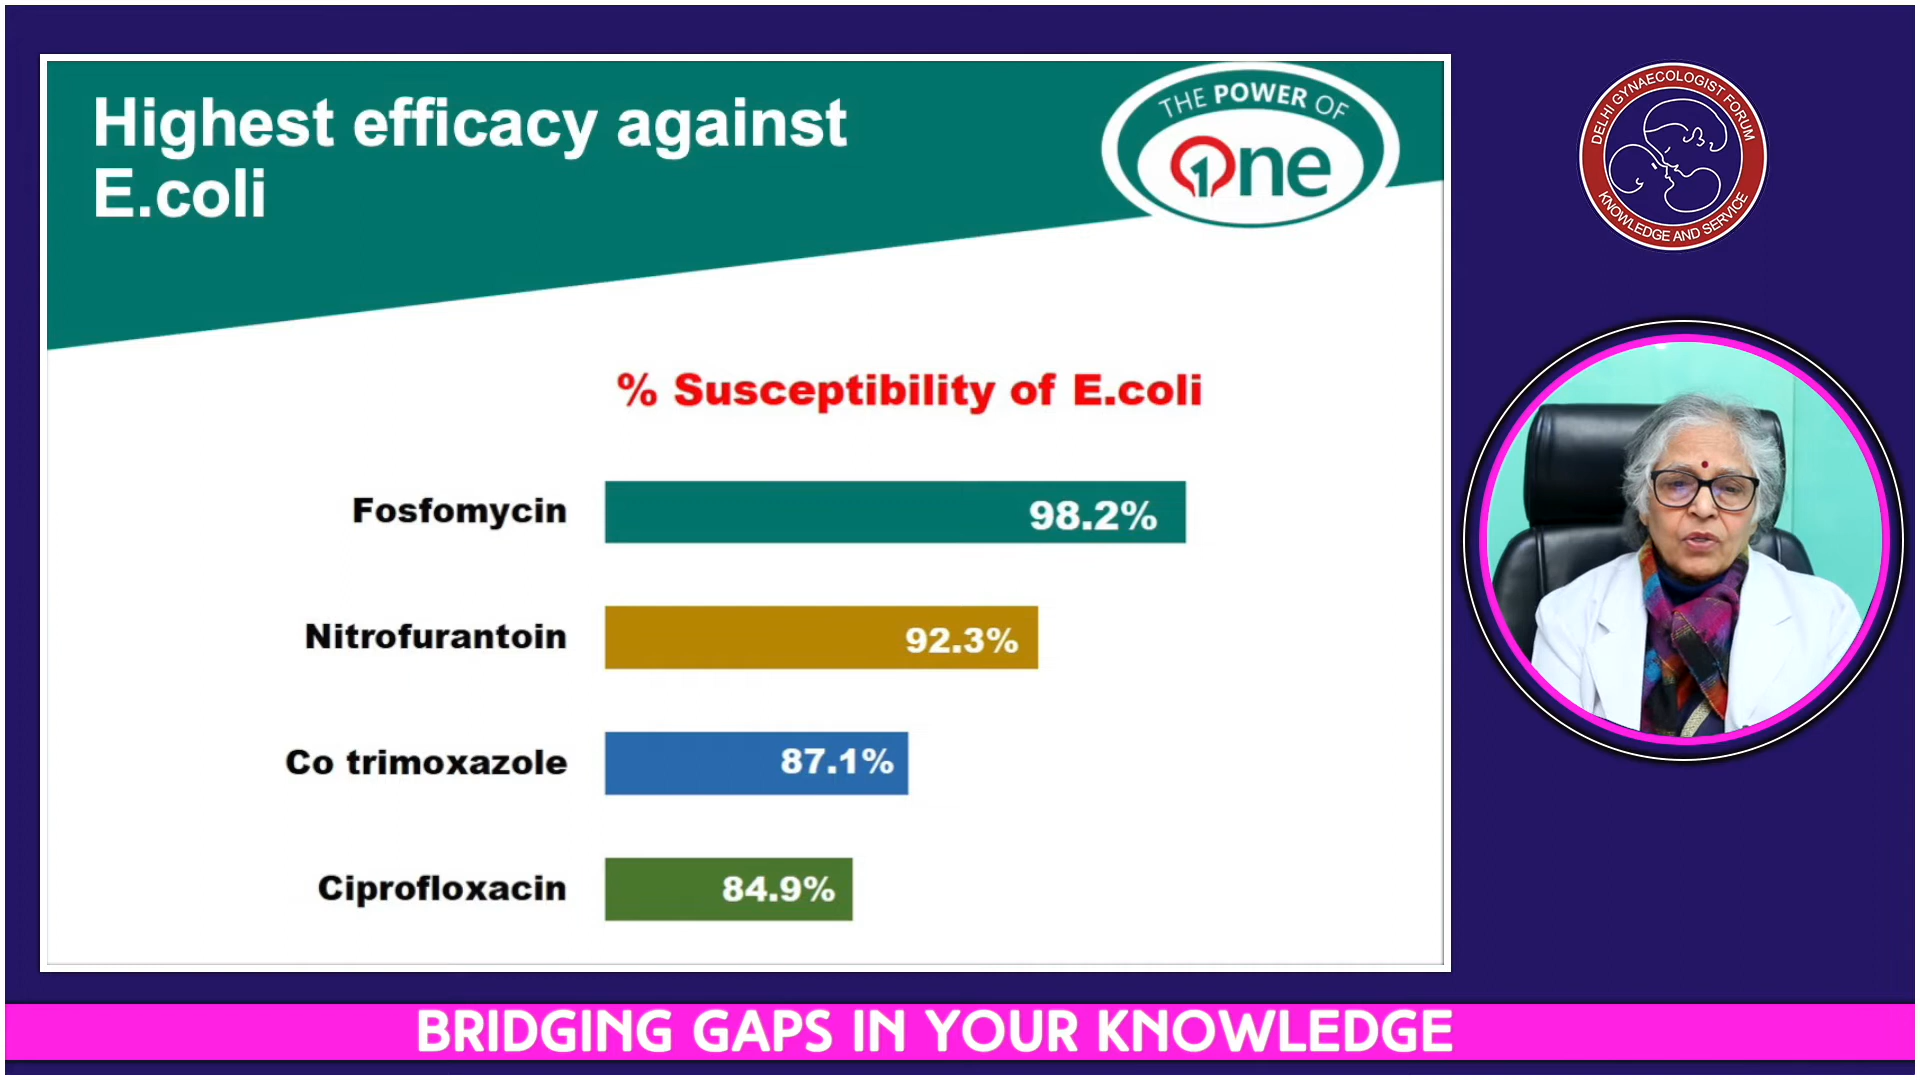 Highest efficacy against
E.coli
THE POWER OF
One
% Susceptibility of E.coli
Fosfomycin 98.2%
Nitrofurantoin 92.3%
Co trimoxazole 87.1%
Ciprofloxacin 84.9%
DELHI GYNAECOLOGIST FORUM
KNOWLEDGE AND SERVICE
BRIDGING GAPS IN YOUR KNOWLEDGE